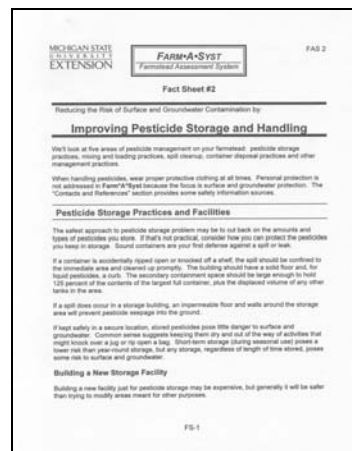 MICHIGAN STATE
UNIVERSITY
EXTENSION
FARM•A•SYST
Farmstead Assessment System
FAS 2
Fact Sheet #2
Reducing the Risk of Surface and Groundwater Contamination by
Improving Pesticide Storage and Handling
We'll look at five areas of pesticide management on your farmstead: pesticide storage
practices, mixing and loading practices, spill cleanup, container disposal practices and other
management practices.
When handling pesticides, wear proper protective clothing at all times. Personal protection is
not addressed in Farm*A*Syst because the focus is surface and groundwater protection. The
"Contacts and References" section provides some safety information sources.
Pesticide Storage Practices and Facilities
The safest approach to pesticide storage problem may be to cut back on the amounts and
types of pesticides you store. If that's not practical, consider how you can protect the pesticides
you keep in storage. Sound containers are your first defense against a spill or leak.
If a container is accidentally ripped open or knocked off a shelf, the spill should be confined to
the immediate area and cleaned up promptly. The building should have a solid floor and, for
liquid pesticides, a curb. The secondary containment space should be large enough to hold
125 percent of the contents of the largest full container, plus the displaced volume of any other
tanks in the area.
If a spill does occur in a storage building, an impermeable floor and walls around the storage
area will prevent pesticide seepage into the ground.
If kept safely in a secure location, stored pesticides pose little danger to surface and
groundwater. Common sense suggests keeping them dry and out of the way of activities that
might knock over a jug or rip open a bag. Short-term storage (during seasonal use) poses a
lower risk than year-round storage, but any storage, regardless of length of time stored, poses
some risk to surface and groundwater.
Building a New Storage Facility
Building a new facility just for pesticide storage may be expensive, but generally it will be safer
than trying to modify areas meant for other purposes.
FS-1